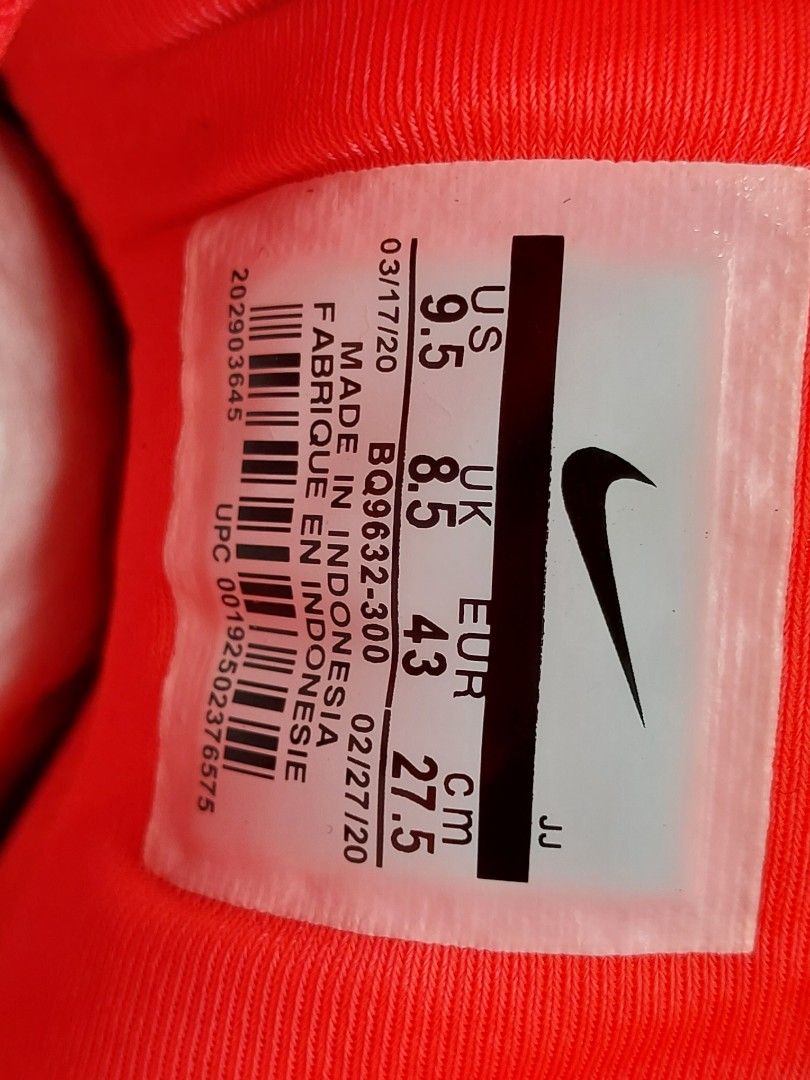 JJ
US UK EUR cm
9.5 8.5 43 27.5
03/17/20 BQ9632-300 02/27/20
MADE IN INDONESIA
FABRIQUE EN INDONESIE
202903645 UPC 00192502376575